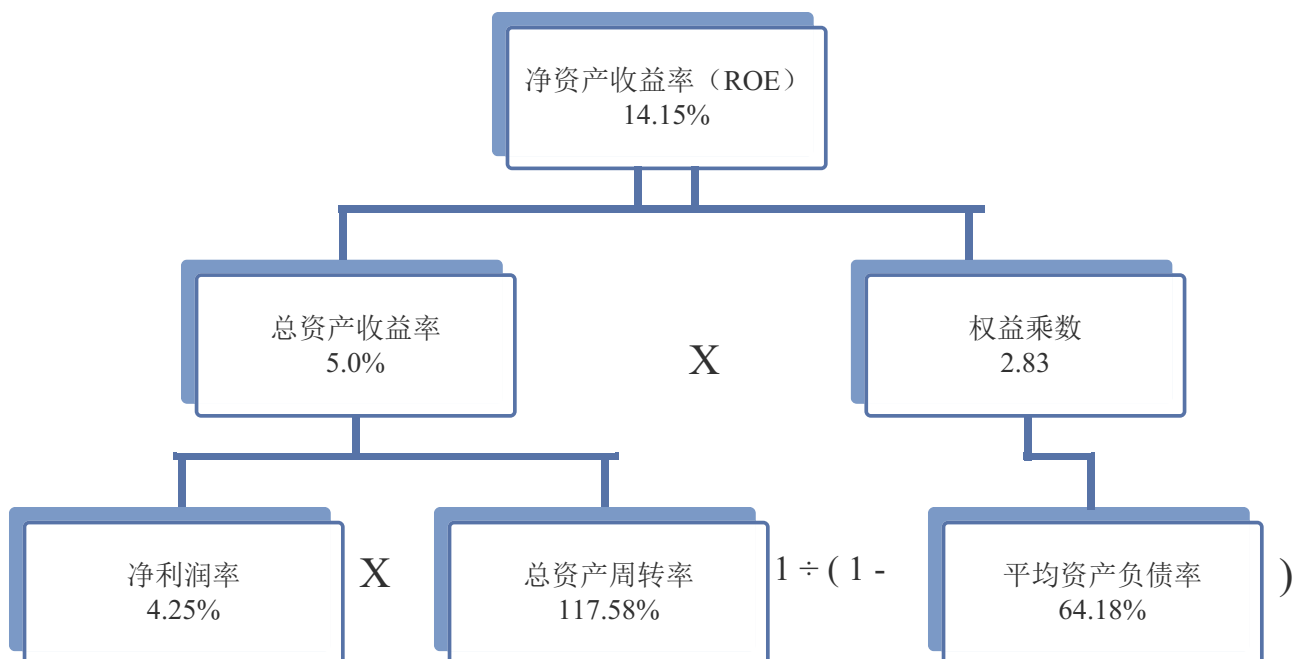 净资产收益率（ROE）
14.15%
总资产收益率
5.0%
X
权益乘数
2.83
净利润率
4.25%
X
总资产周转率
117.58%
1 ÷ ( 1 -
平均资产负债率
64.18%
)